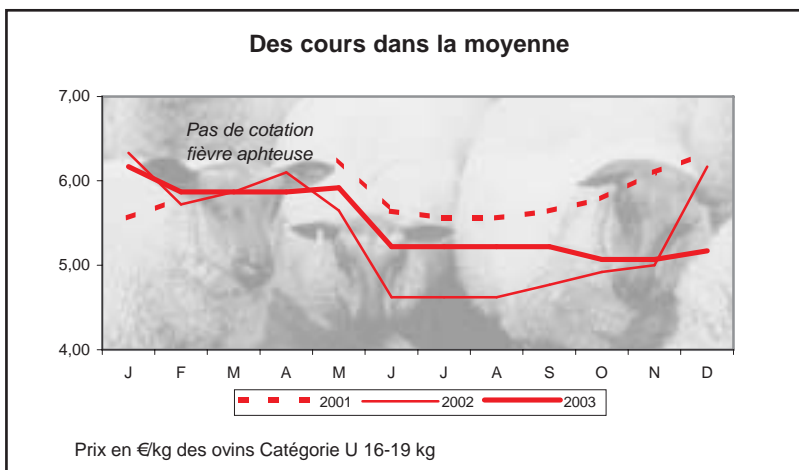 Des cours dans la moyenne
7,00
Pas de cotation
fièvre aphteuse
6,00
5,00
4,00
J F M A M J J A S O N D
2001 2002 2003
Prix en €/kg des ovins Catégorie U 16-19 kg